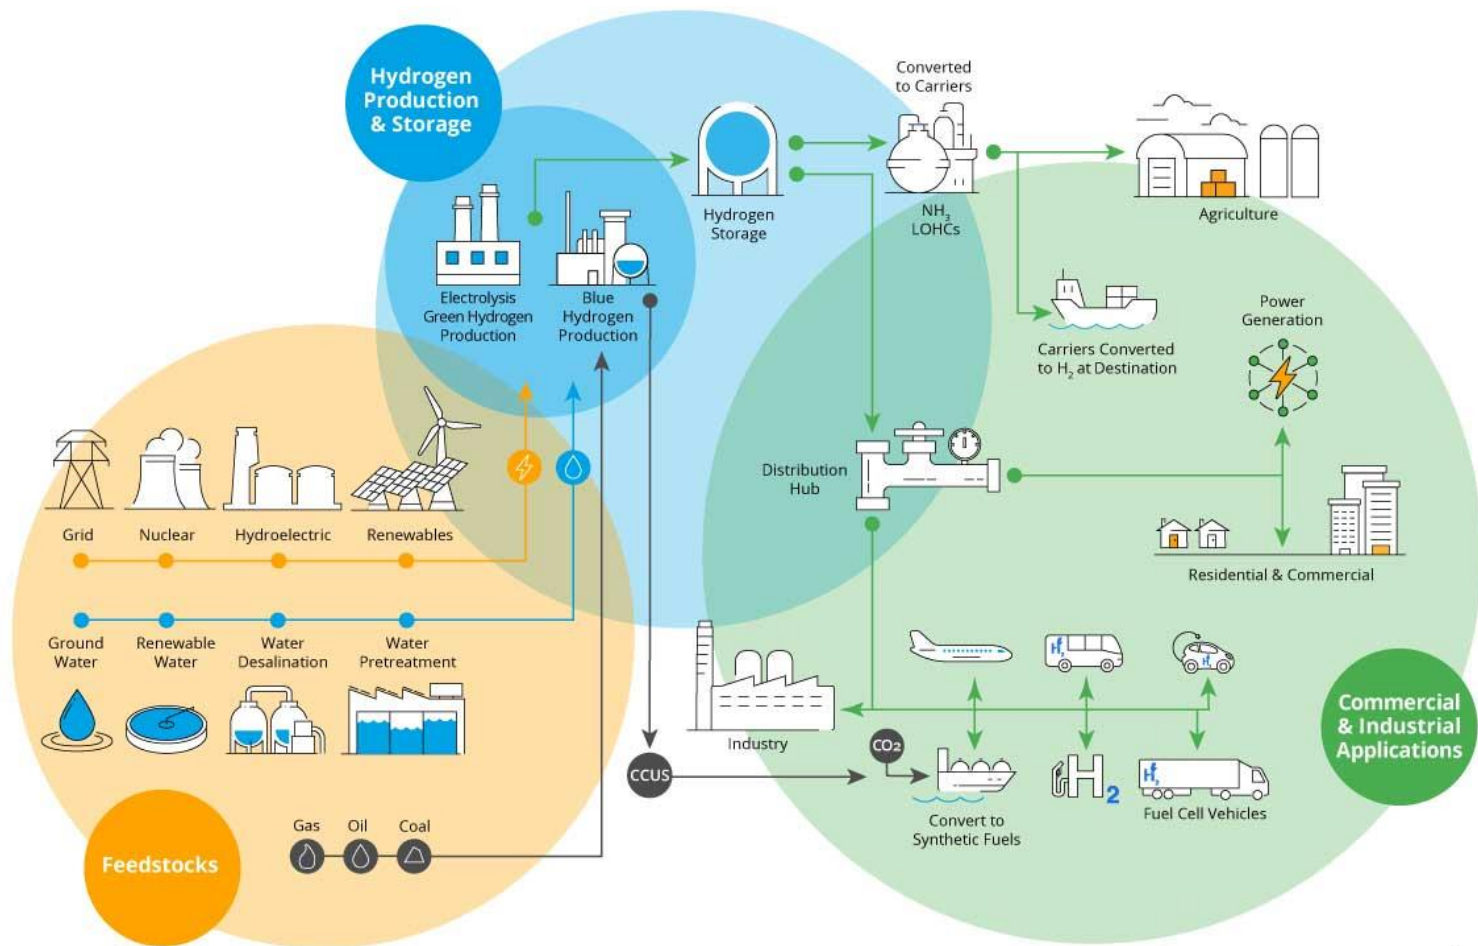 Hydrogen
Production
& Storage
Converted
to Carriers
Hydrogen
Storage
NH₃
LOHCs
Agriculture
Electrolysis
Green Hydrogen
Production
Blue
Hydrogen
Production
Carriers Converted
to H₂ at Destination
Power
Generation
Distribution
Hub
Residential & Commercial
Grid
Nuclear
Hydroelectric
Renewables
Ground
Water
Renewable
Water
Water
Desalination
Water
Pretreatment
Industry
H₂
H₂
Commercial
& Industrial
Applications
CCUS
CO2
Convert to
Synthetic Fuels
H2
H₂
Fuel Cell Vehicles
Gas
Oil
Coal
Feedstocks